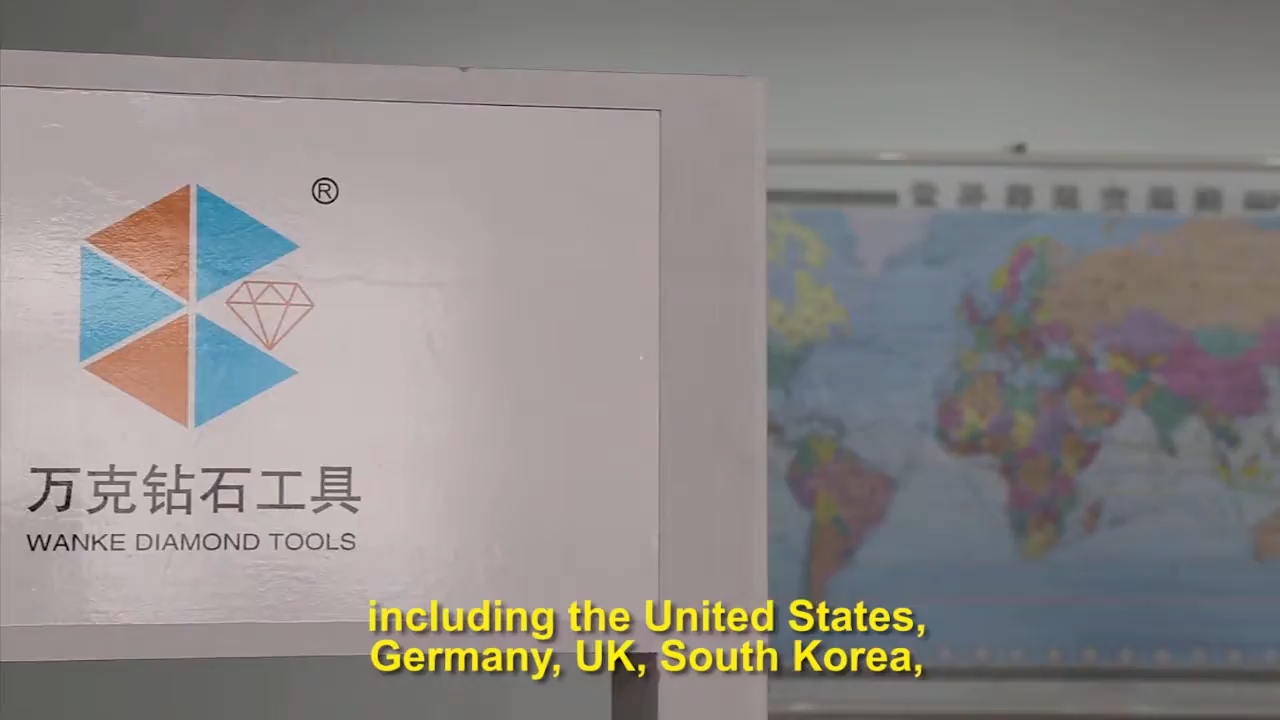 ®
万克钻石工具
WANKE DIAMOND TOOLS
including the United States,
Germany, UK, South Korea,